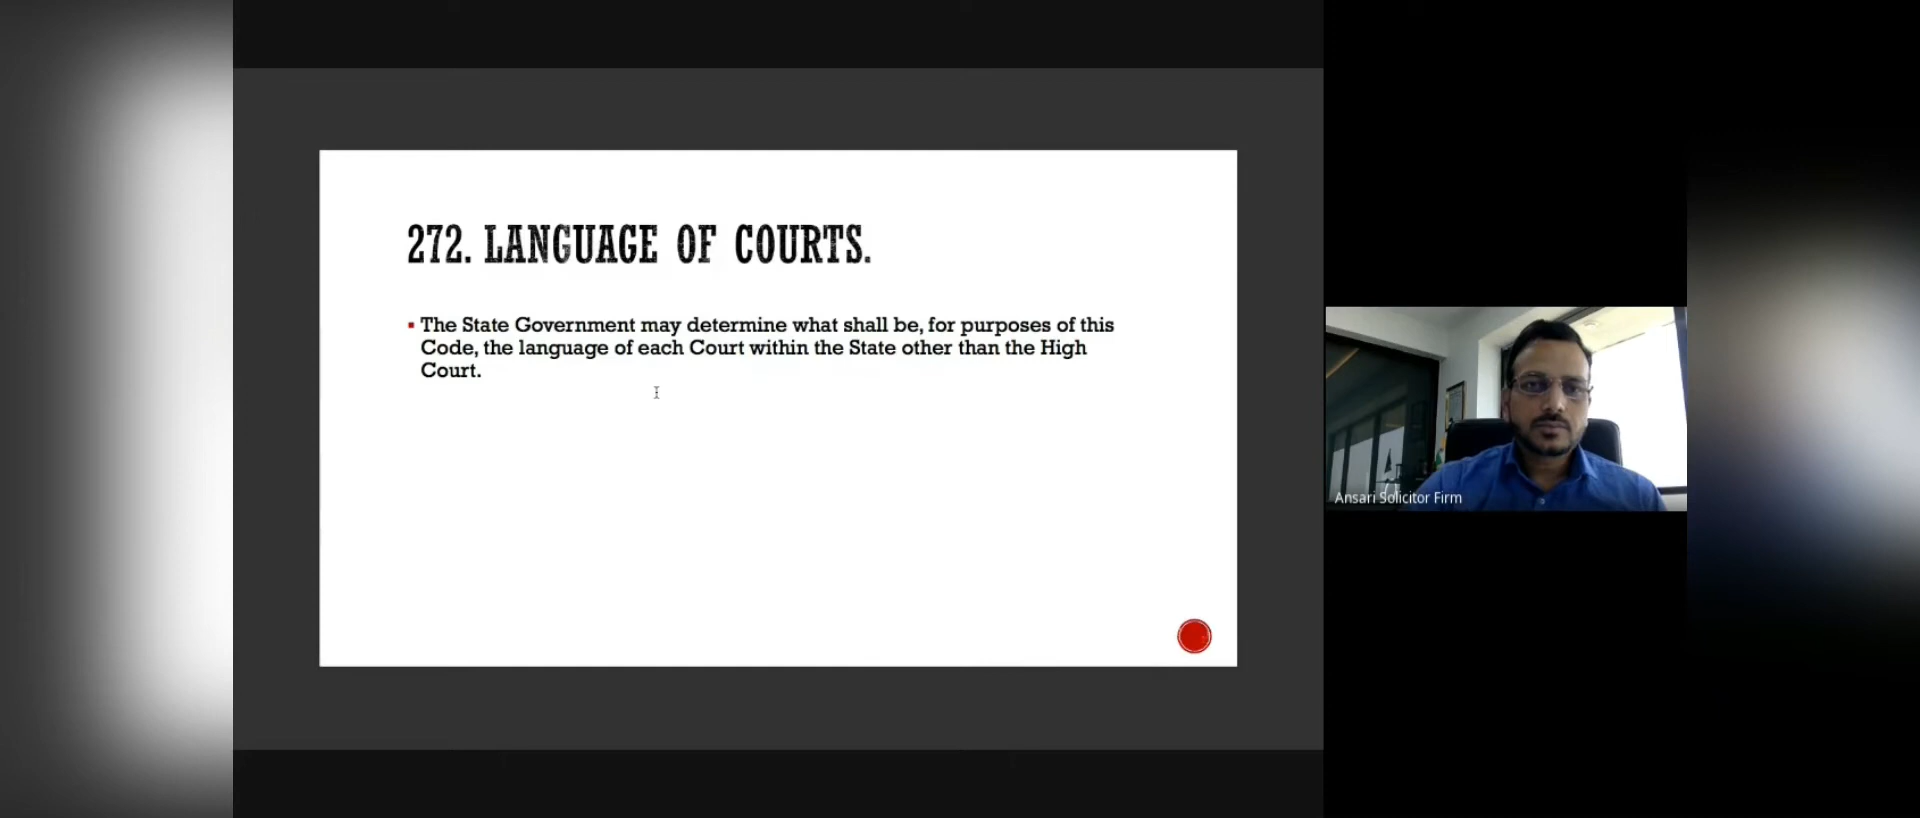 272. LANGUAGE OF COURTS.
▪ The State Government may determine what shall be, for purposes of this
Code, the language of each Court within the State other than the High
Court.
Ansari Solicitor Firm